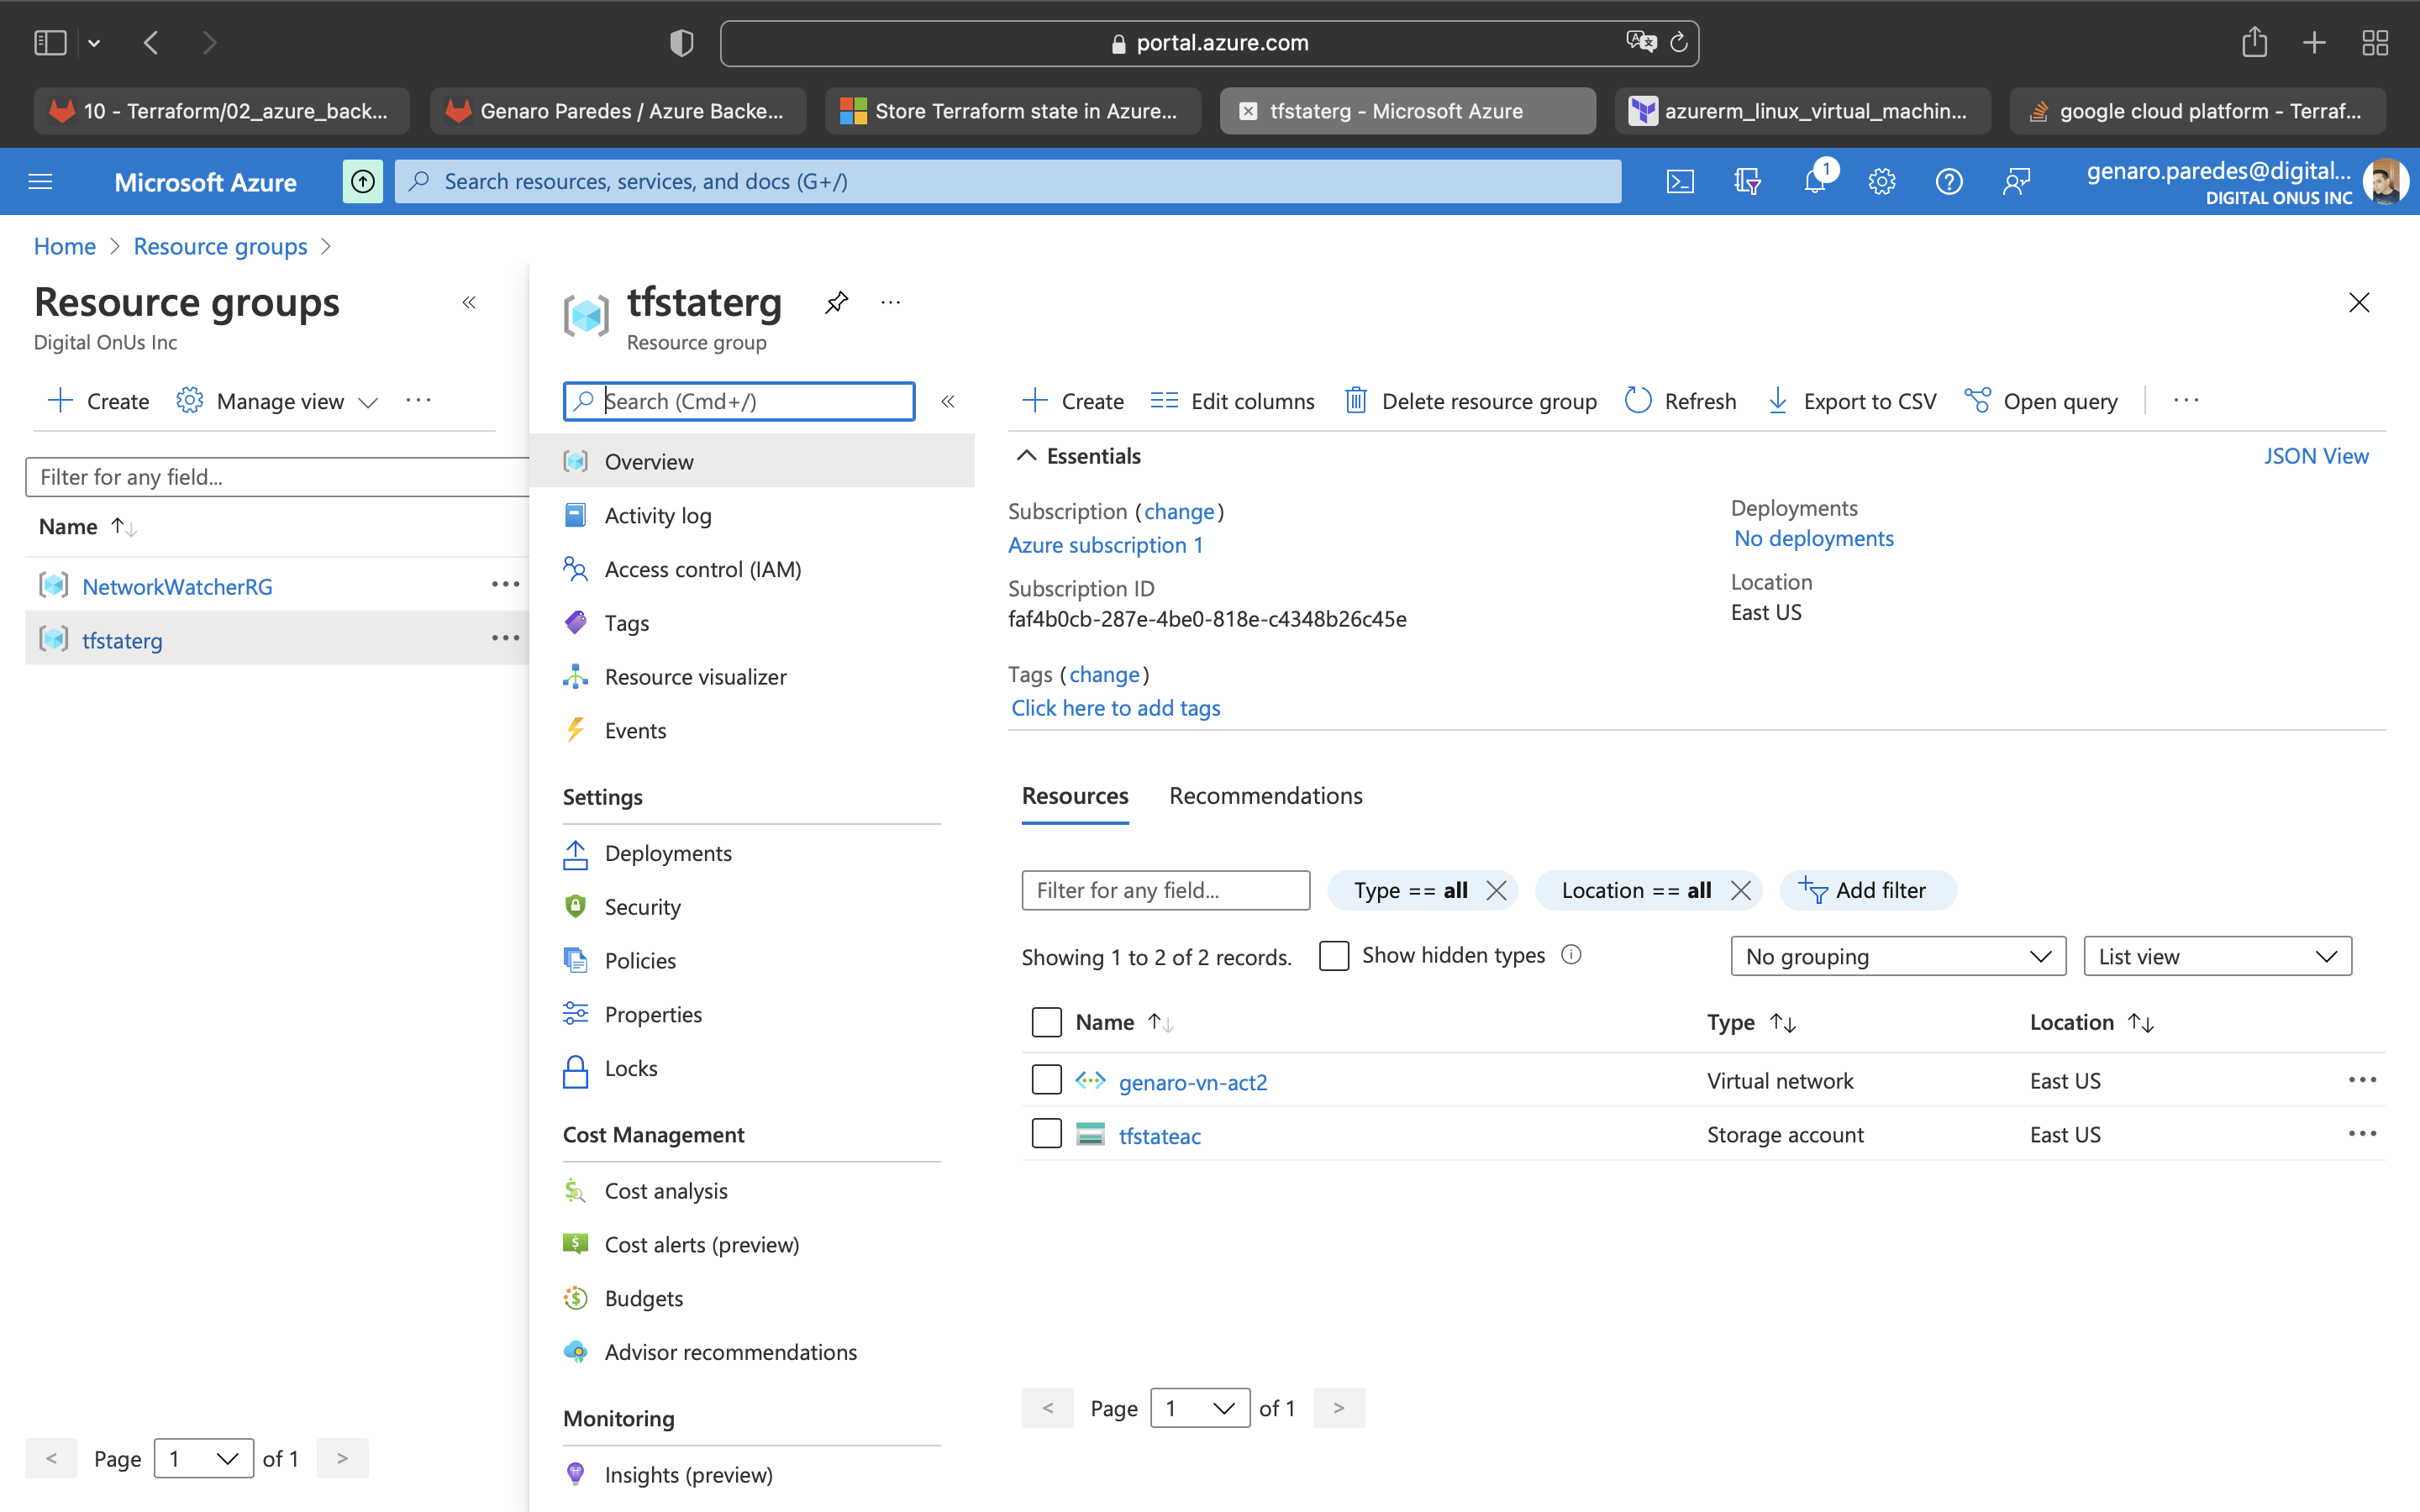 portal.azure.com
10 - Terraform/02_azure_back...
Genaro Paredes / Azure Backe...
Store Terraform state in Azure...
tfstaterg - Microsoft Azure
azurerm_linux_virtual_machin...
google cloud platform - Terraf...
Microsoft Azure
Search resources, services, and docs (G+/)
1
genaro.paredes@digital...
DIGITAL ONUS INC
Home > Resource groups >
Resource groups
Digital OnUs Inc
Create
Manage view
Filter for any field...
Name
NetworkWatcherRG
tfstaterg
< Page 1 of 1 >
tfstaterg
Resource group
Search (Cmd+/)
Overview
Activity log
Access control (IAM)
Tags
Resource visualizer
Events
Settings
Deployments
Security
Policies
Properties
Locks
Cost Management
Cost analysis
Cost alerts (preview)
Budgets
Advisor recommendations
Monitoring
Insights (preview)
Create
Edit columns
Delete resource group
Refresh
Export to CSV
Open query
Essentials
JSON View
Subscription (change)
Azure subscription 1
Subscription ID
faf4b0cb-287e-4be0-818e-c4348b26c45e
Tags (change)
Click here to add tags
Deployments
No deployments
Location
East US
Resources
Recommendations
Filter for any field...
Type == all
Location == all
Add filter
Showing 1 to 2 of 2 records.
Show hidden types
No grouping
List view
Name
Type
Location
genaro-vn-act2 Virtual network East US
tfstateac Storage account East US
< Page 1 of 1 >